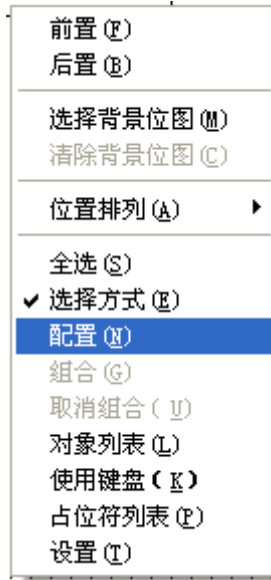 前置(F)
后置(B)
选择背景位图(M)
清除背景位图(C)
位置排列(A)
全选(S)
选择方式(E)
配置(N)
组合(G)
取消组合( U)
对象列表(L)
使用键盘( K)
占位符列表(P)
设置(T)